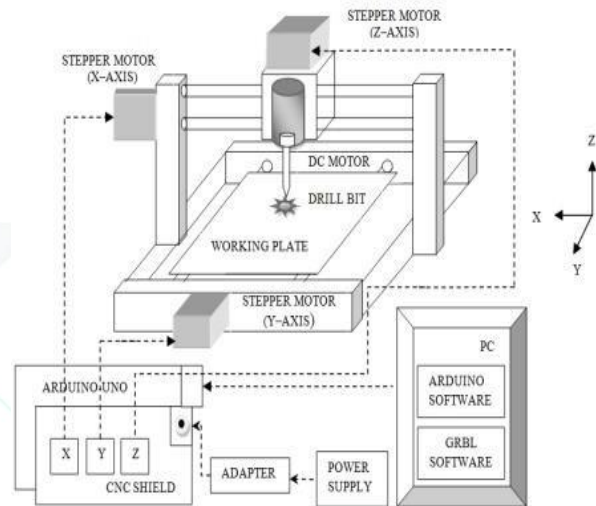 STEPPER MOTOR
(Z-AXIS)
STEPPER MOTOR
(X-AXIS)
DC MOTOR
DRILL BIT
WORKING PLATE
STEPPER MOTOR
(Y-AXIS)
Z
X
Y
PC
ARDUINO
SOFTWARE
GRBL
SOFTWARE
ARDUINO-UNO
X
Y
Z
CNC SHIELD
ADAPTER
POWER
SUPPLY